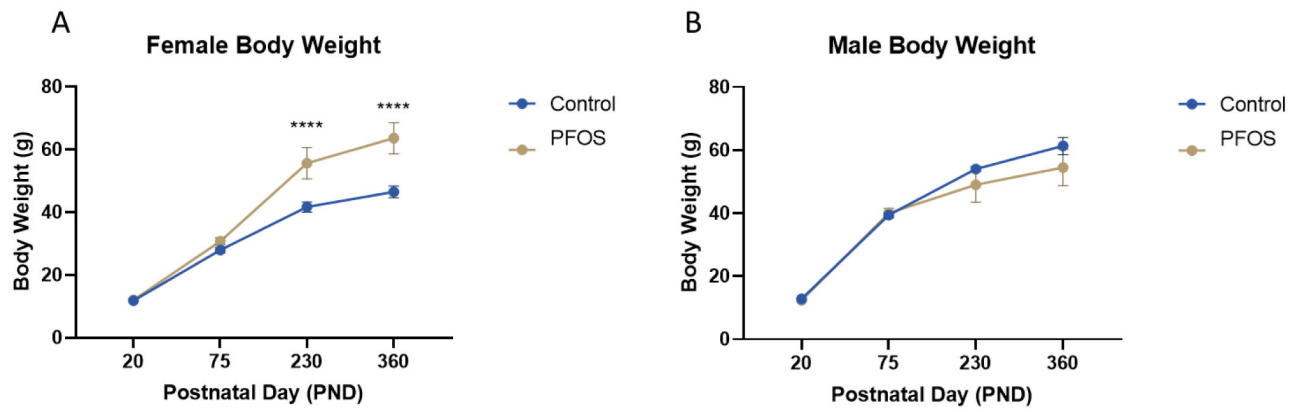 A
Female Body Weight
80
60
40
20
0
Body Weight (g)
****
****
20 75 230 360
Postnatal Day (PND)
Control
PFOS
B
Male Body Weight
80
60
40
20
0
Body Weight (g)
20 75 230 360
Postnatal Day (PND)
Control
PFOS